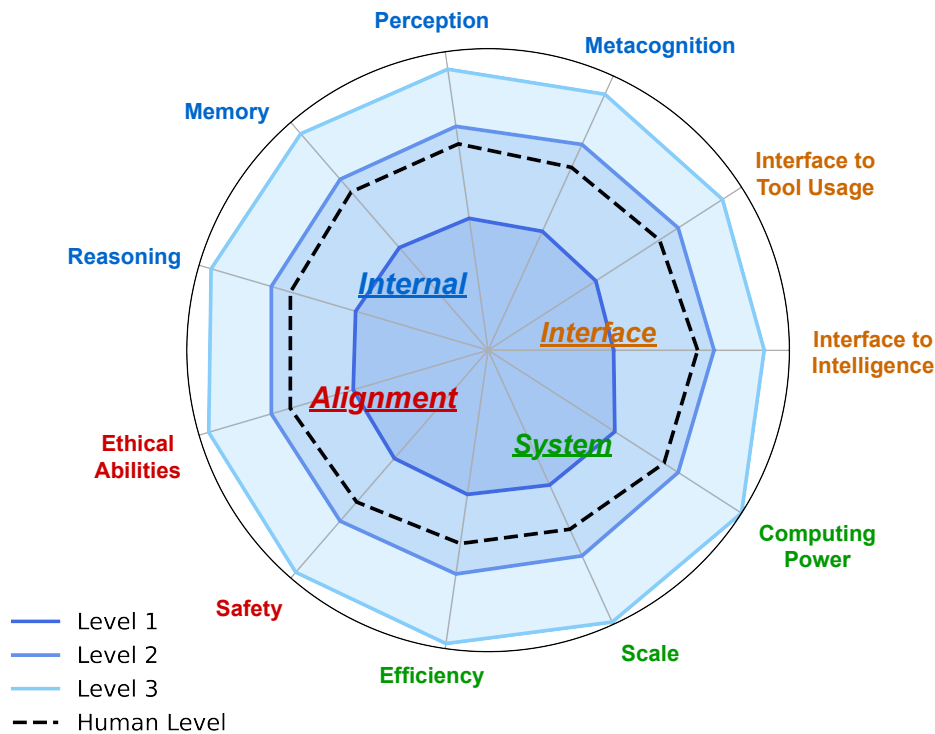 Perception
Metacognition
Memory
Interface to
Tool Usage
Reasoning
Internal
Interface
Interface to
Intelligence
Alignment
System
Ethical
Abilities
Computing
Power
Safety
Efficiency
Scale
Level 1
Level 2
Level 3
Human Level